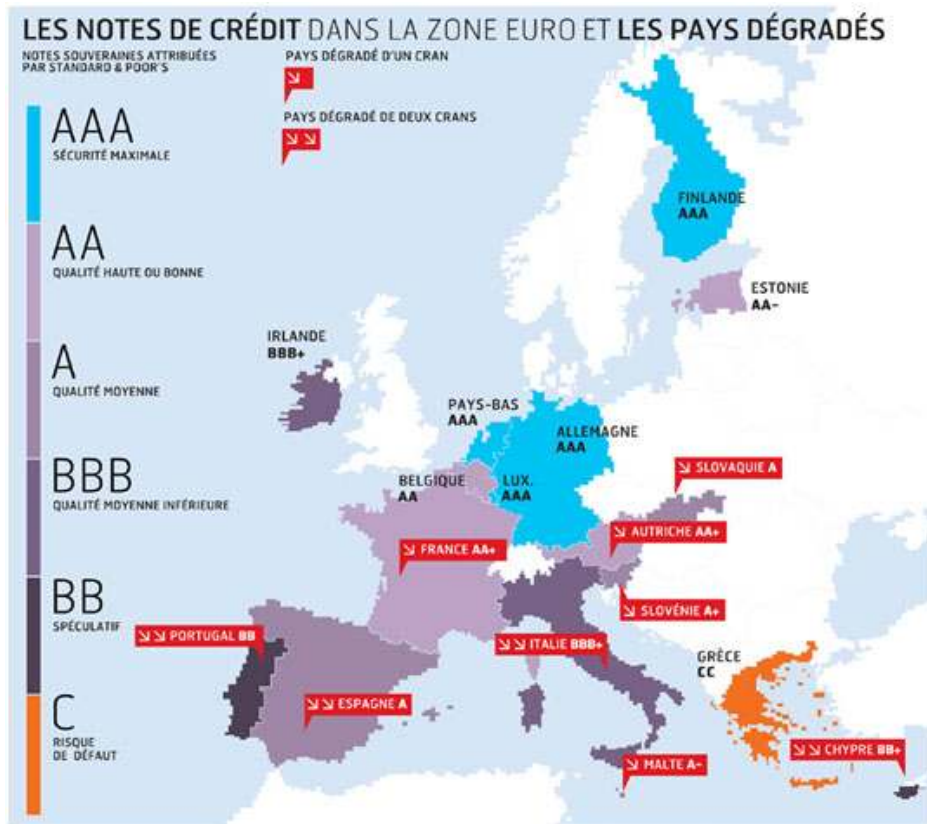 LES NOTES DE CRÉDIT DANS LA ZONE EURO ET LES PAYS DÉGRADÉS
NOTES SOUVERAINES ATTRIBUÉES
PAR STANDARD & POOR'S
PAYS DÉGRADÉ D'UN CRAN
PAYS DÉGRADÉ DE DEUX CRANS
AAA
SÉCURITÉ MAXIMALE
AA
QUALITÉ HAUTE OU BONNE
A
QUALITÉ MOYENNE
BBB
QUALITÉ MOYENNE INFÉRIEURE
BB
SPÉCULATIF
C
RISQUE
DE DÉFAUT
FINLANDE
AAA
ESTONIE
AA-
IRLANDE
BBB+
PAYS-BAS
AAA
ALLEMAGNE
AAA
BELGIQUE
AA
LUX.
AAA
SLOVAQUIE A
AUTRICHE AA+
FRANCE AA+
SLOVÉNIE A+
PORTUGAL BB
ITALIE BBB+
GRÈCE
CC
ESPAGNE A
MALTE A-
CHYPRE BB+